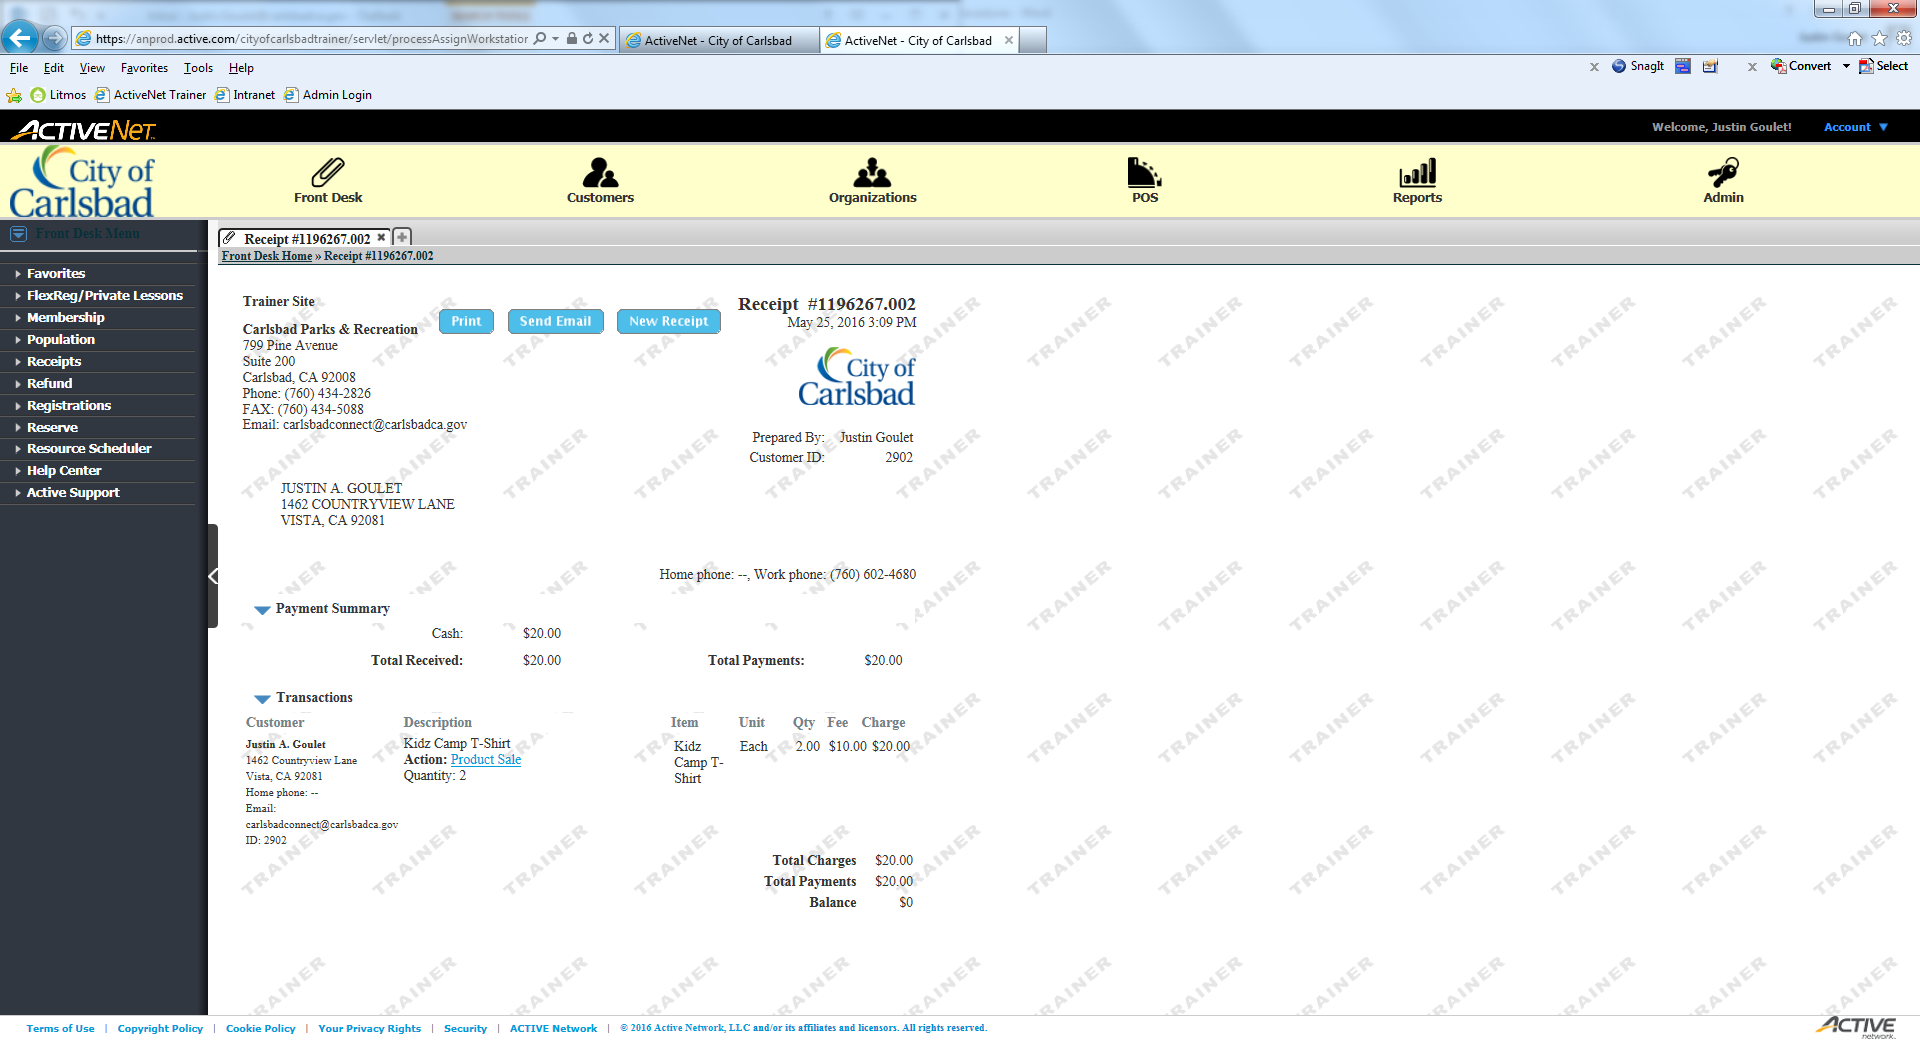 https://anprod.active.com/cityofcarlsbadtrainer/servlet/processAssignWorkstation
ActiveNet - City of Carlsbad
ActiveNet - City of Carlsbad
File Edit View Favorites Tools Help
SnagIt
Convert
Select
Litmos ActiveNet Trainer Intranet Admin Login
ACTIVENET
Welcome, Justin Goulet! Account
City of Carlsbad
Front Desk Customers Organizations POS Reports Admin
Front Desk Menu
Favorites
FlexReg/Private Lessons
Membership
Population
Receipts
Refund
Registrations
Reserve
Resource Scheduler
Help Center
Active Support
Receipt #1196267.002
Front Desk Home » Receipt #1196267.002
Trainer Site
Carlsbad Parks & Recreation
799 Pine Avenue
Suite 200
Carlsbad, CA 92008
Phone: (760) 434-2826
FAX: (760) 434-5088
Email: carlsbadconnect@carlsbadca.gov
Print Send Email New Receipt
Receipt #1196267.002
May 25, 2016 3:09 PM
City of Carlsbad
Prepared By: Justin Goulet
Customer ID: 2902
JUSTIN A. GOULET
1462 COUNTRYVIEW LANE
VISTA, CA 92081
Home phone: --, Work phone: (760) 602-4680
Payment Summary
Cash: $20.00
Total Received: $20.00 Total Payments: $20.00
Transactions
Customer Description Item Unit Qty Fee Charge
Justin A. Goulet
1462 Countryview Lane
Vista, CA 92081
Home phone: --
Email:
carlsbadconnect@carlsbadca.gov
ID: 2902
Kidz Camp T-Shirt
Action: Product Sale
Quantity: 2
Kidz Camp T-Shirt Each 2.00 $10.00 $20.00
Total Charges $20.00
Total Payments $20.00
Balance $0
TRAINER
Terms of Use | Copyright Policy | Cookie Policy | Your Privacy Rights | Security | ACTIVE Network | © 2016 Active Network, LLC and/or its affiliates and licensors. All rights reserved.
ACTIVE network.